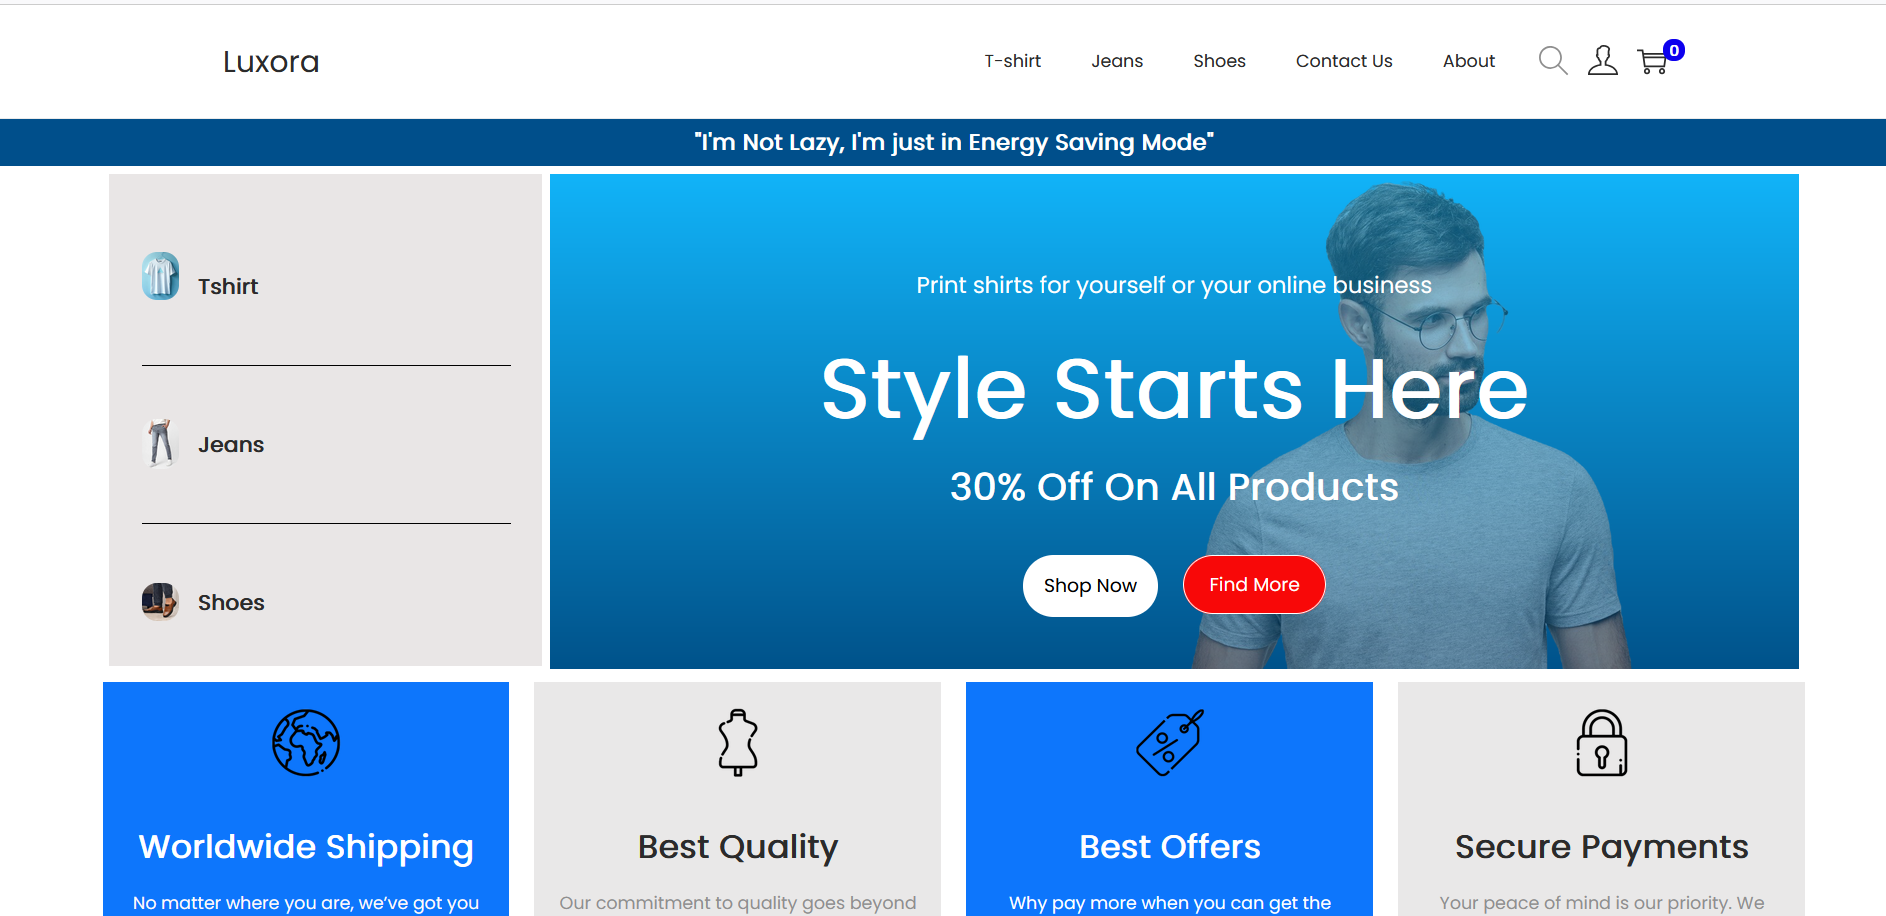 Luxora
T-shirt
Jeans
Shoes
Contact Us
About
0
"I'm Not Lazy, I'm just in Energy Saving Mode"
Tshirt
Jeans
Shoes
Print shirts for yourself or your online business
Style Starts Here
30% Off On All Products
Shop Now
Find More
Worldwide Shipping
No matter where you are, we’ve got you
Best Quality
Our commitment to quality goes beyond
Best Offers
Why pay more when you can get the
Secure Payments
Your peace of mind is our priority. We